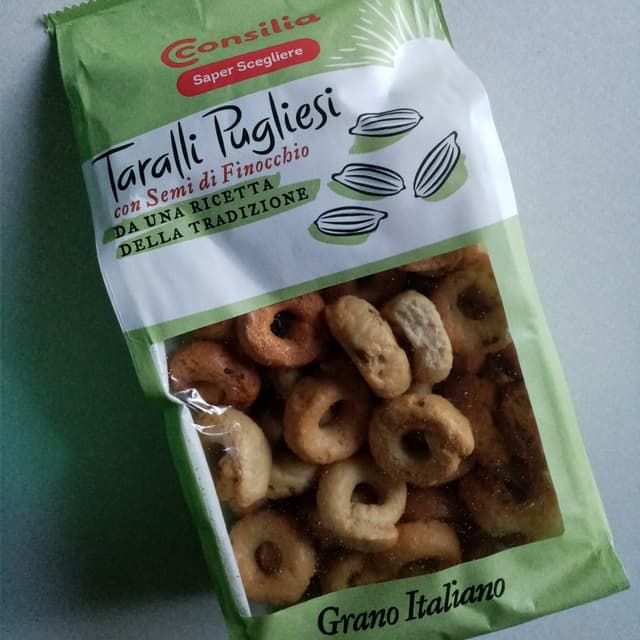 Consilia
Saper Scegliere
Taralli Pugliesi
con Semi di Finocchio
DA UNA RICETTA
DELLA TRADIZIONE
Grano Italiano